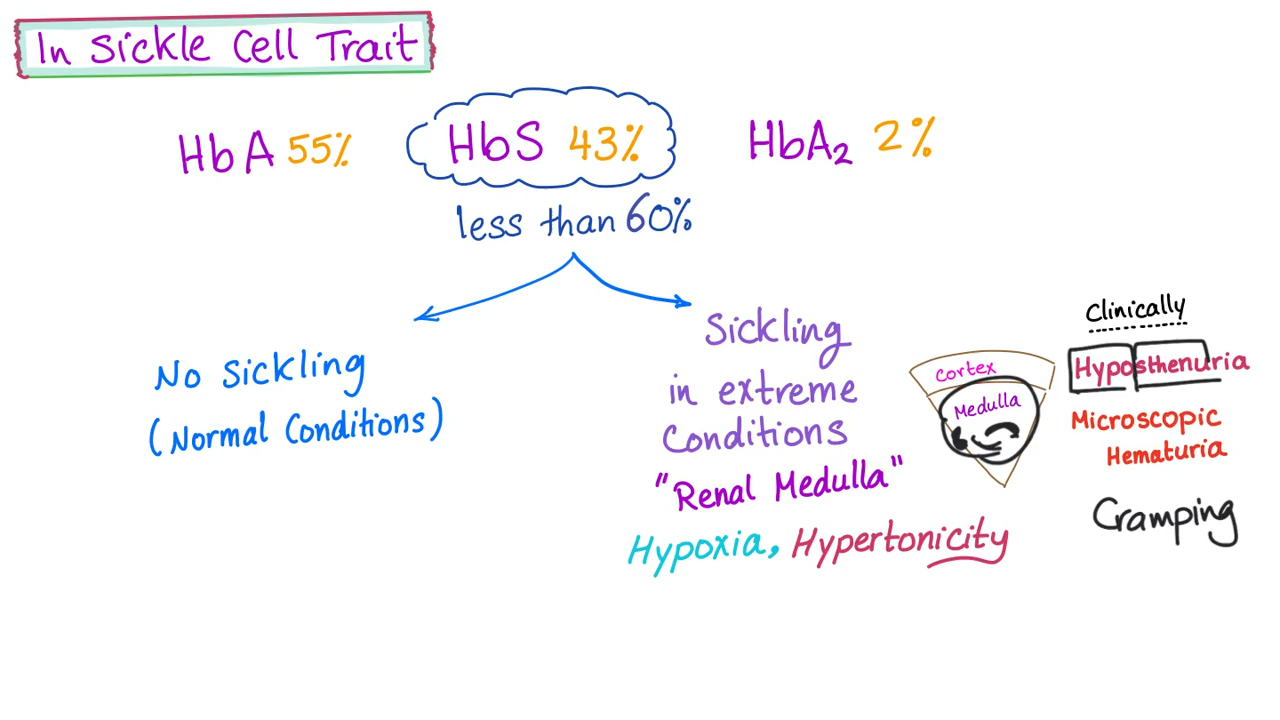 In Sickle Cell Trait
HbA 55%
HbS 43%
HbA₂ 2%
less than 60%
No sickling
(Normal Conditions)
Sickling
in extreme
Conditions
"Renal Medulla"
Hypoxia, Hypertonicity
Cortex
Medulla
Clinically
Hyposthenuria
Microscopic
Hematuria
Cramping